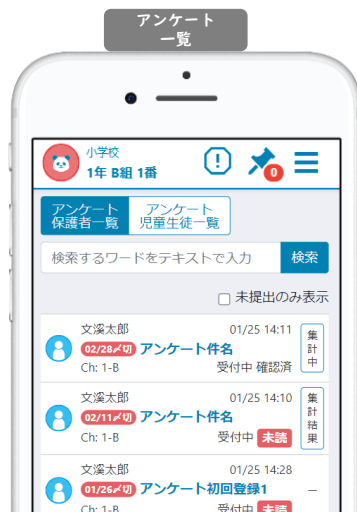 アンケート
一覧
小学校
1年 B組 1番
0
アンケート
保護者一覧
アンケート
児童生徒一覧
検索するワードをテキストで入力
検索
未提出のみ表示
文溪太郎
01/25 14:11
02/28〆切 アンケート件名
Ch: 1-B
受付中 確認済
集計中
文溪太郎
01/25 14:10
02/11〆切 アンケート件名
Ch: 1-B
受付中 未読
集計結果
文溪太郎
01/25 14:28
01/26〆切 アンケート初回登録1
–
Ch: 1-B
受付中 未読